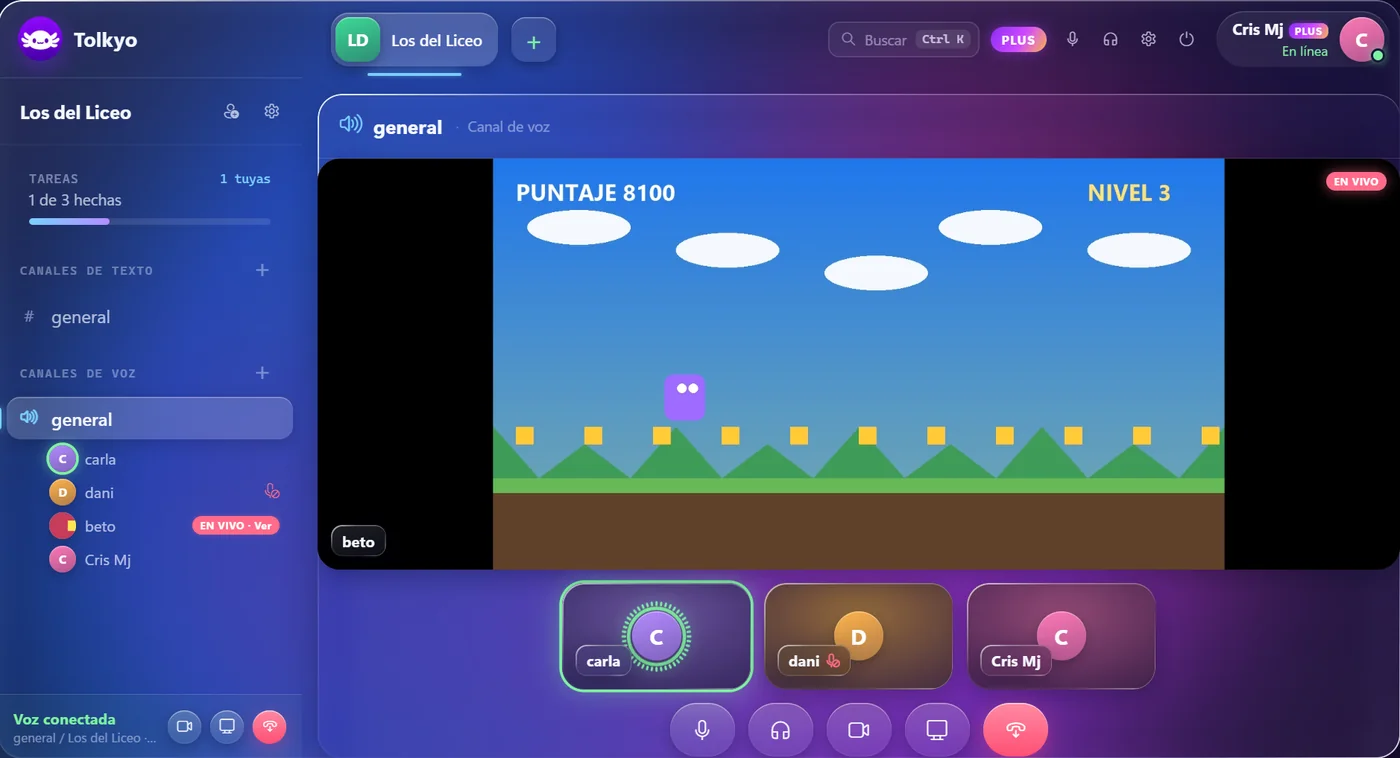 Tolkyo
LD Los del Liceo +
Buscar Ctrl K
PLUS
Cris Mj PLUS
En línea
C
Los del Liceo
TAREAS 1 tuyas
1 de 3 hechas
CANALES DE TEXTO +
# general
CANALES DE VOZ +
general
C carla
D dani
beto EN VIVO · Ver
C Cris Mj
Voz conectada
general / Los del Liceo ·...
general · Canal de voz
EN VIVO
PUNTAJE 8100 NIVEL 3
beto
C
carla
D
dani
C
Cris Mj